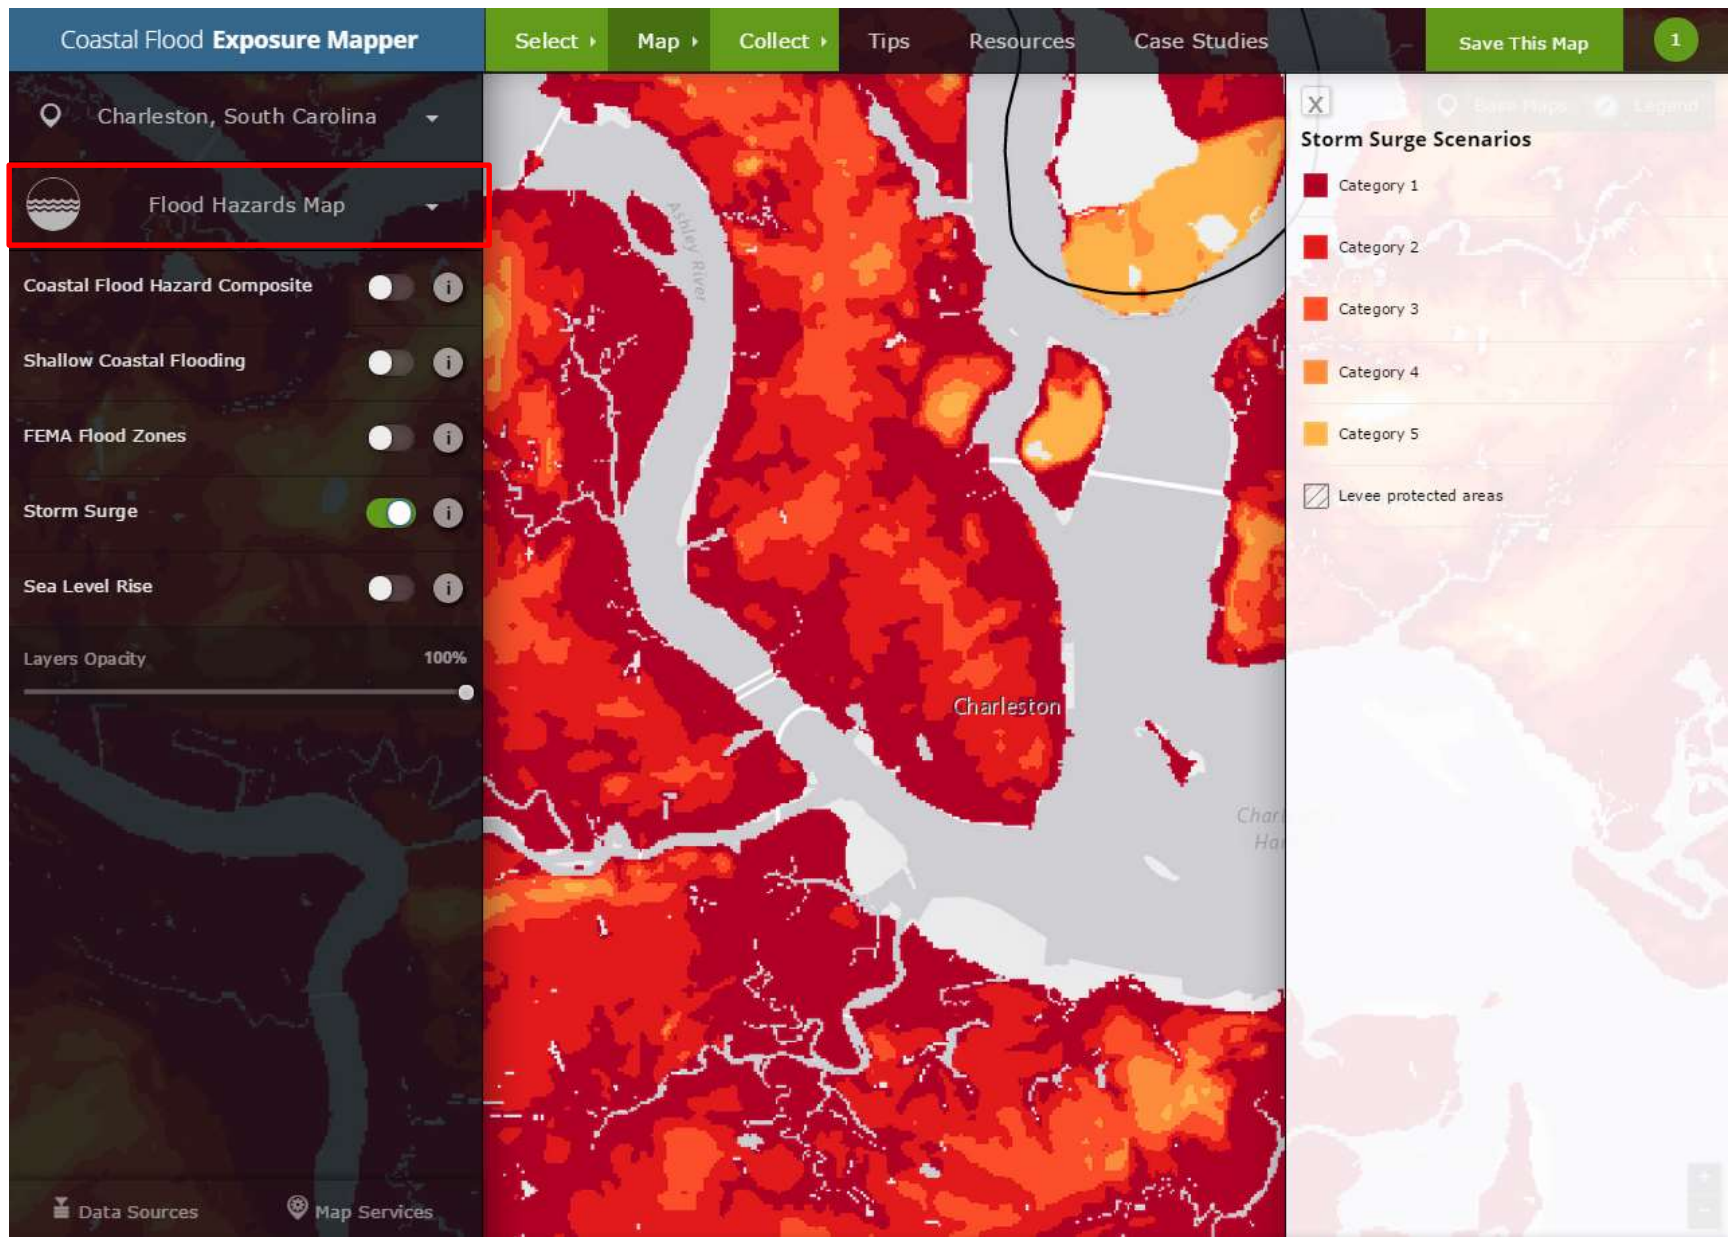 Coastal Flood Exposure Mapper
Select
Map
Collect
Tips
Resources
Case Studies
Save This Map
1
Charleston, South Carolina
Flood Hazards Map
Coastal Flood Hazard Composite
i
Shallow Coastal Flooding
i
FEMA Flood Zones
i
Storm Surge
i
Sea Level Rise
i
Layers Opacity
100%
Data Sources
Map Services
Ashley River
Charleston
X
Base Maps
Legend
Storm Surge Scenarios
Category 1
Category 2
Category 3
Category 4
Category 5
Levee protected areas